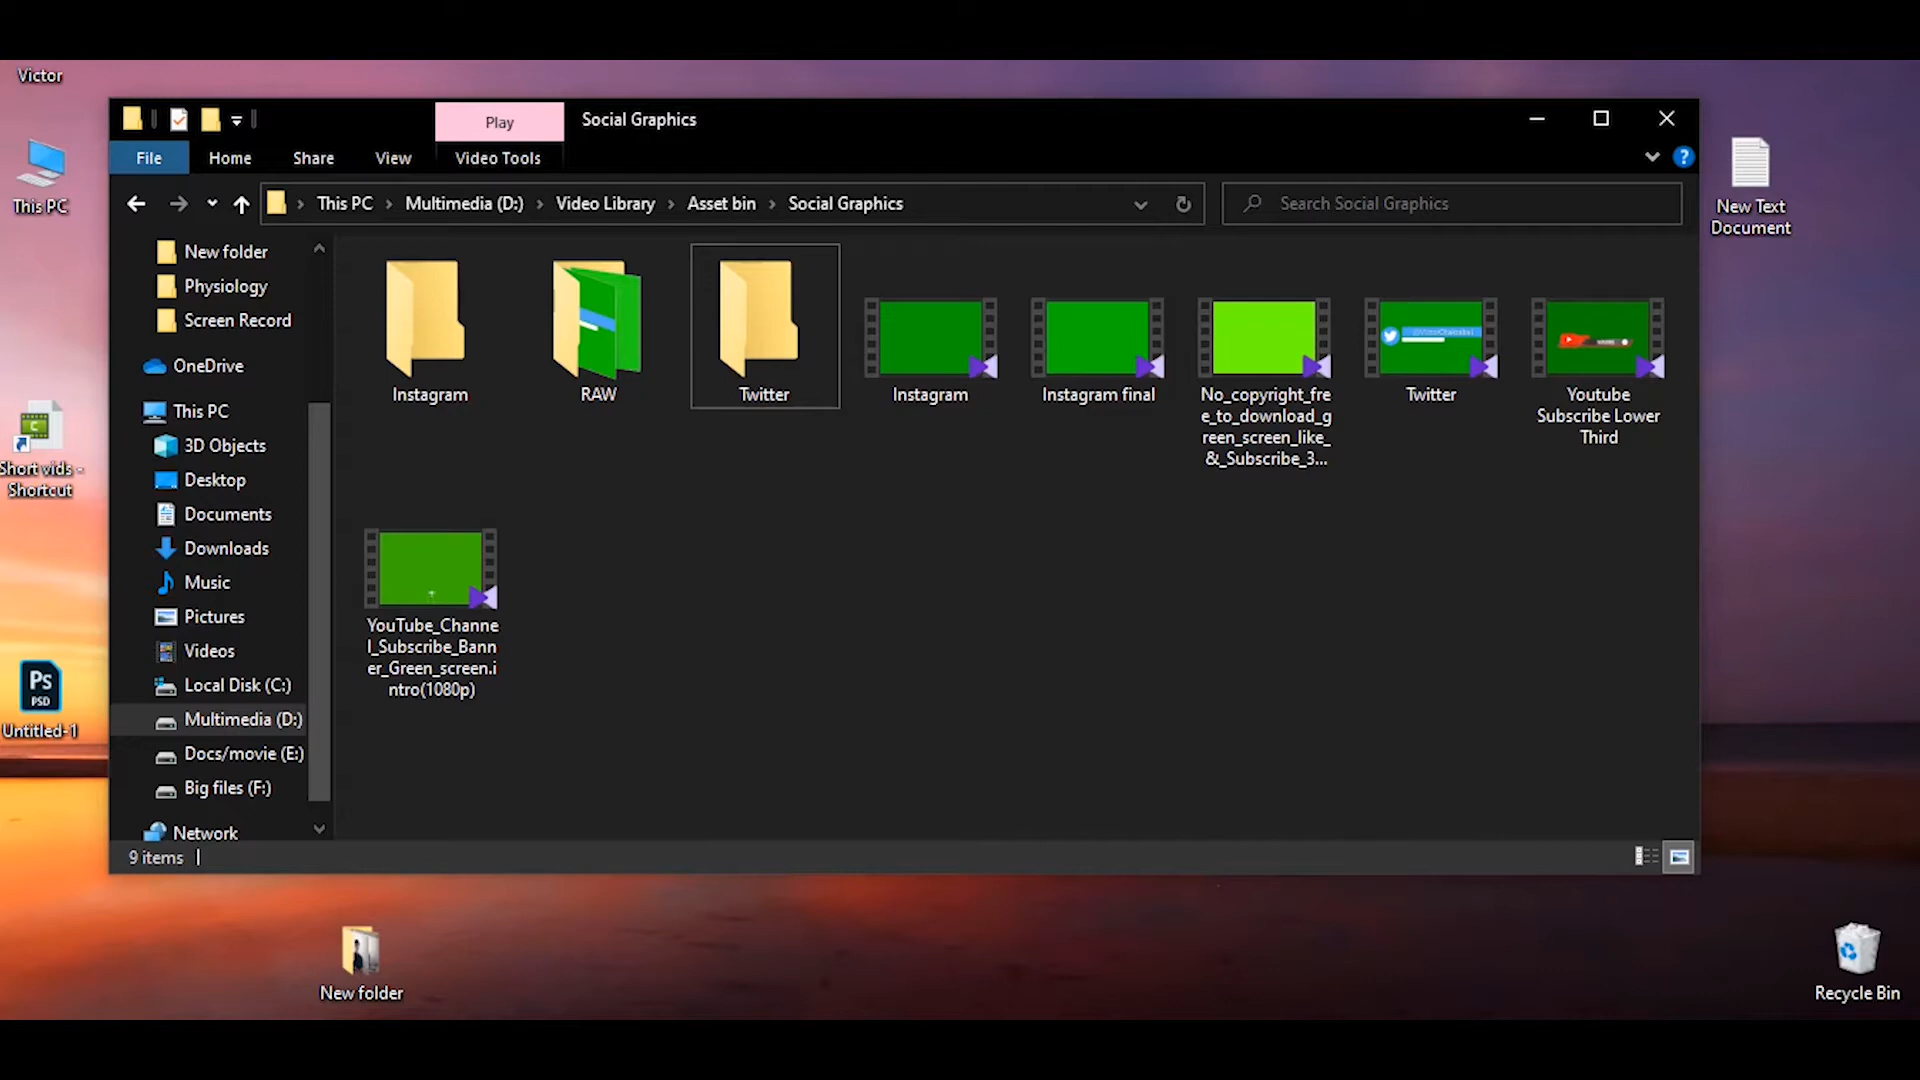 Victor
Play
Social Graphics
File
Home
Share
View
Video Tools
This PC
Multimedia (D:)
Video Library
Asset bin
Social Graphics
Search Social Graphics
This PC
New Text
Document
New folder
Physiology
Screen Record
OneDrive
This PC
3D Objects
Desktop
Documents
Downloads
Music
Pictures
Videos
Local Disk (C:)
Multimedia (D:)
Docs/movie (E:)
Big files (F:)
Network
Instagram
RAW
Twitter
Instagram
Instagram final
No_copyright_fre
e_to_download_g
reen_screen_like_
&_Subscribe_3...
Twitter
Youtube
Subscribe Lower
Third
YouTube_Channe
l_Subscribe_Bann
er_Green_screen.i
ntro(1080p)
Short vids -
Shortcut
Ps
PSD
Untitled-1
9 items
New folder
Recycle Bin